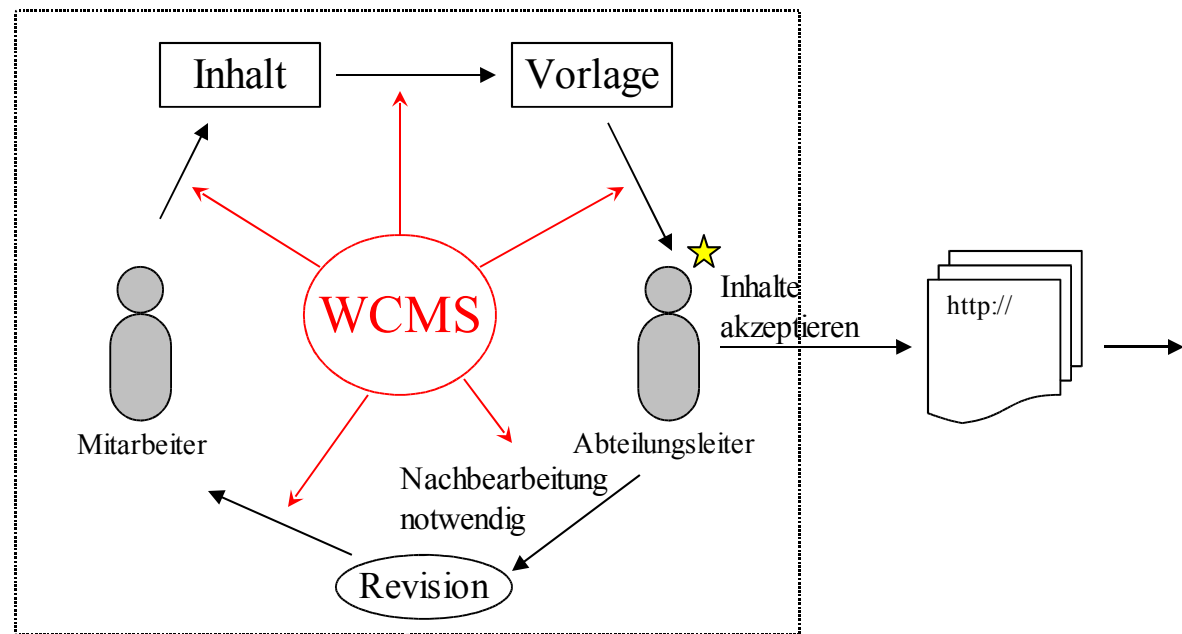 Inhalt
Vorlage
WCMS
Inhalte
akzeptieren
http://
Mitarbeiter
Abteilungsleiter
Nachbearbeitung
notwendig
Revision